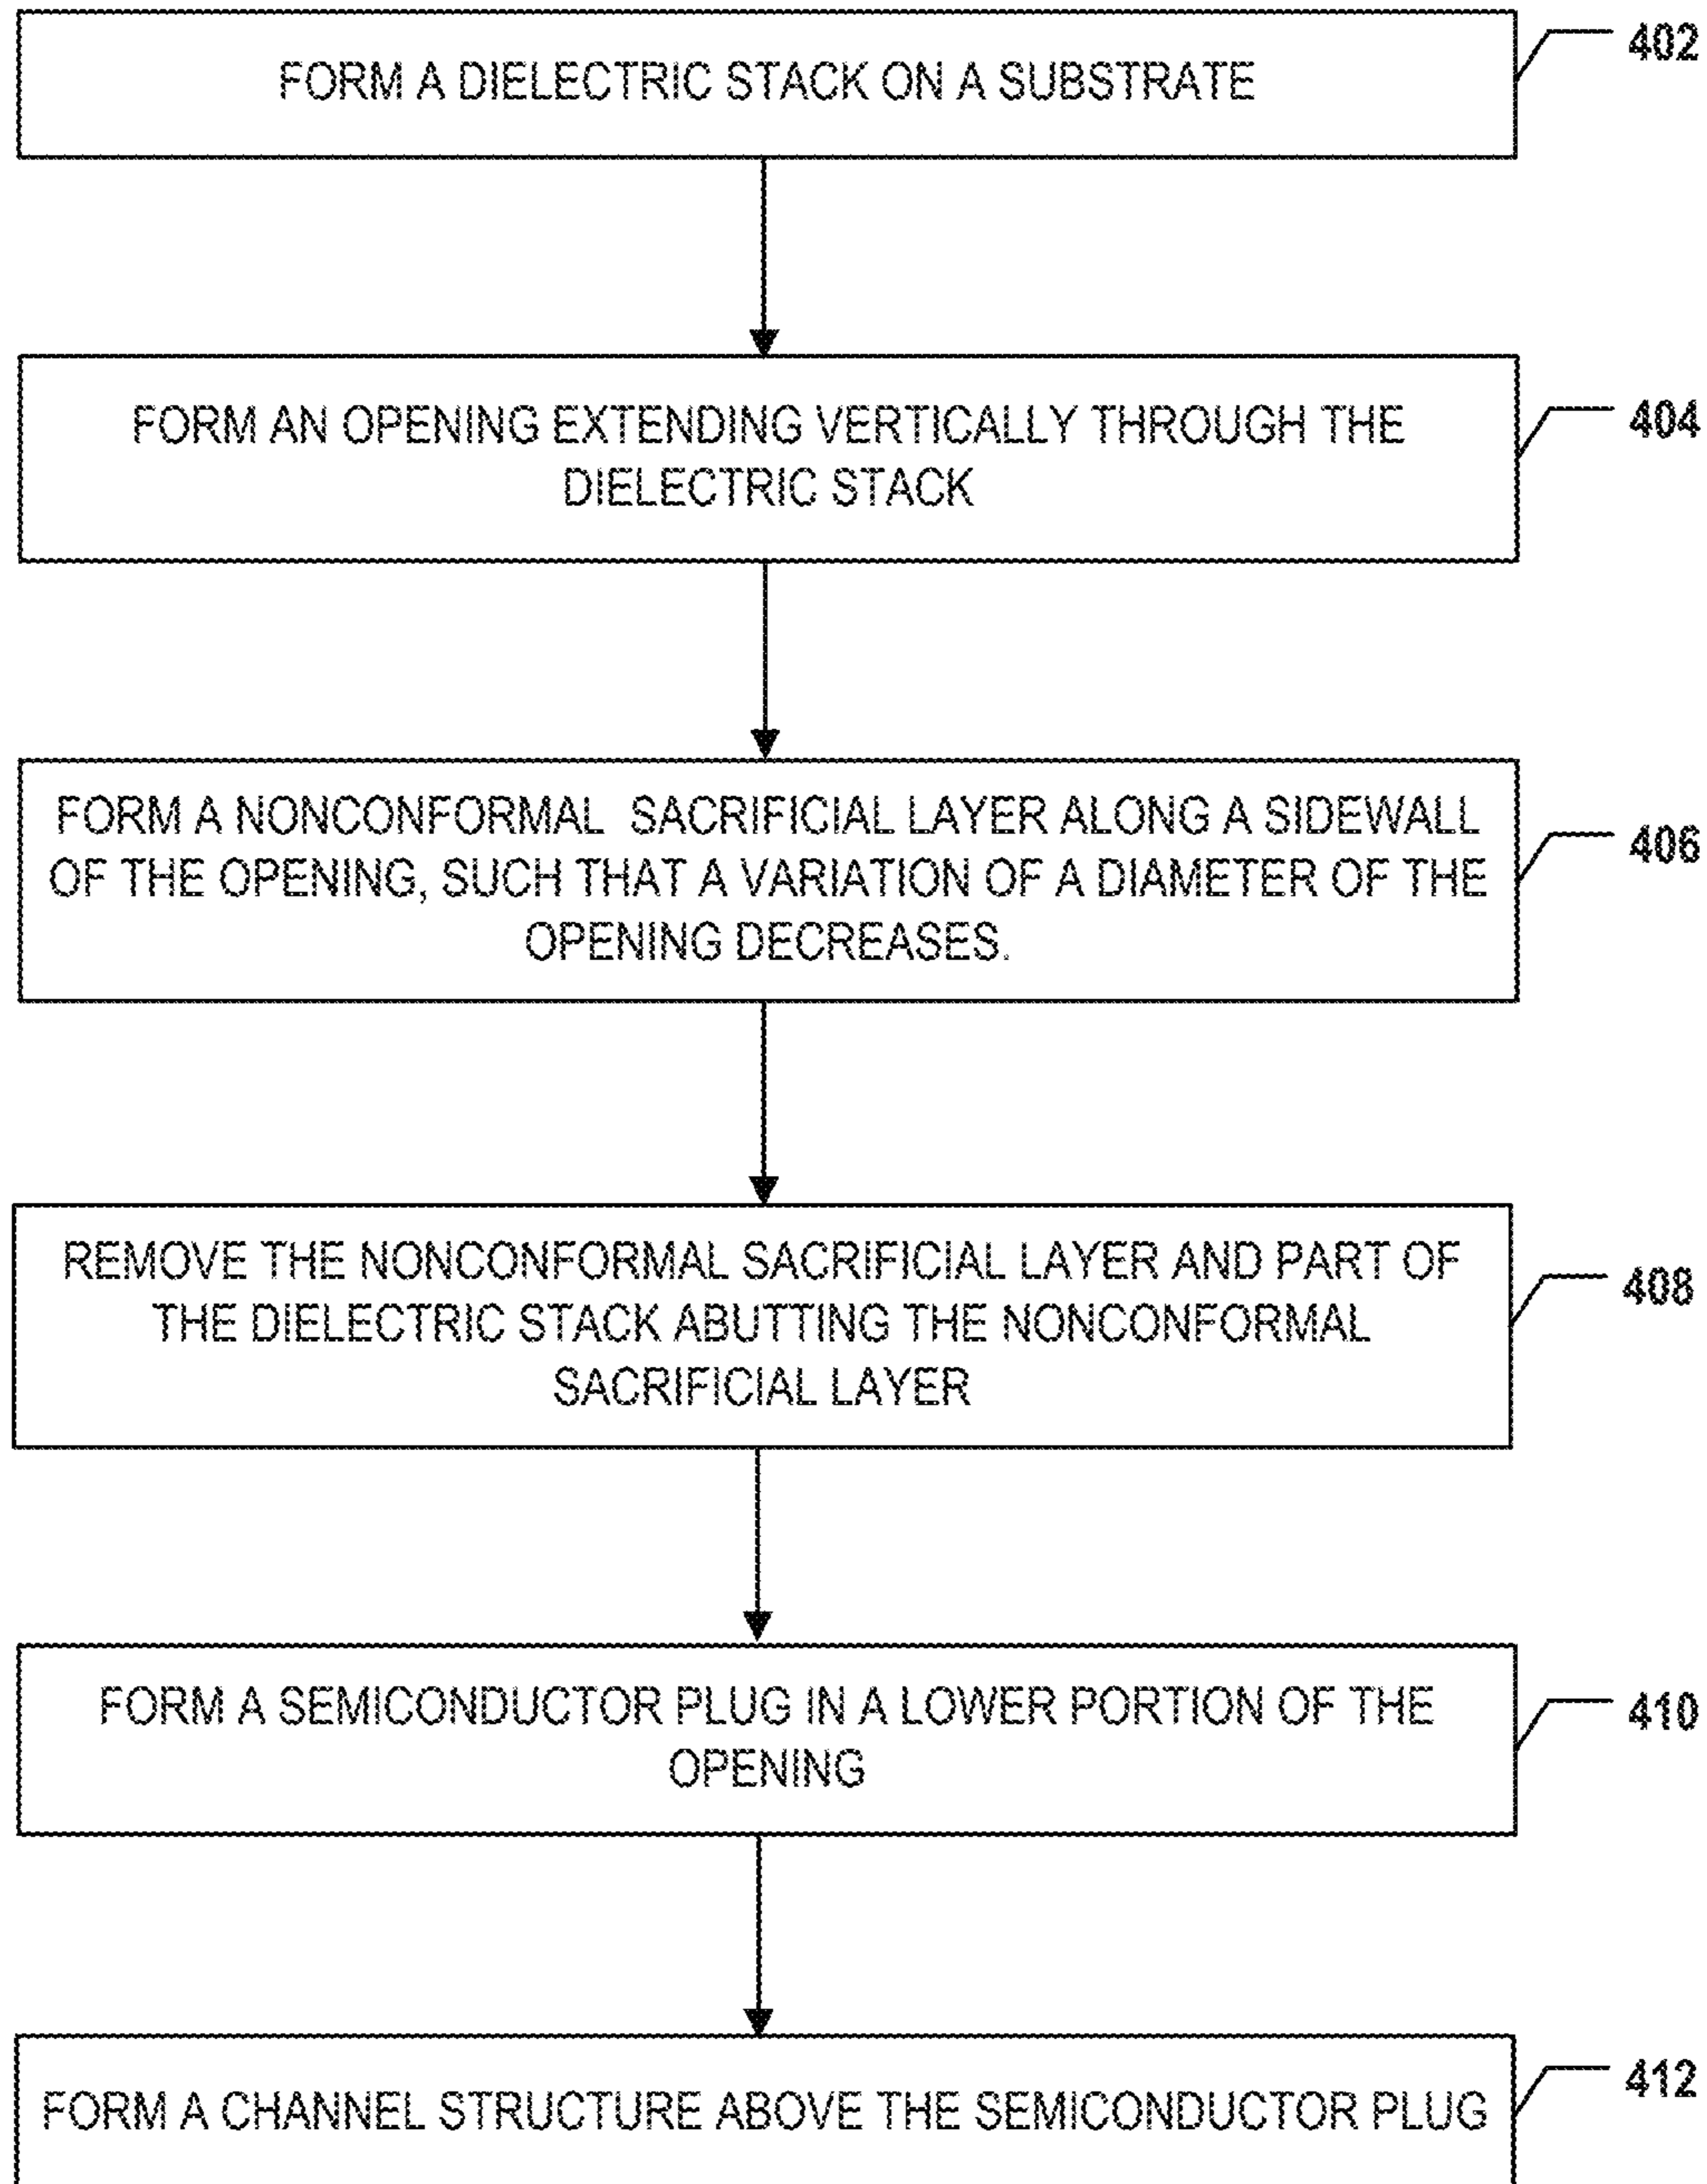 FORM A DIELECTRIC STACK ON A SUBSTRATE
402
FORM AN OPENING EXTENDING VERTICALLY THROUGH THE
DIELECTRIC STACK
404
FORM A NONCONFORMAL SACRIFICIAL LAYER ALONG A SIDEWALL
OF THE OPENING, SUCH THAT A VARIATION OF A DIAMETER OF THE
OPENING DECREASES.
406
REMOVE THE NONCONFORMAL SACRIFICIAL LAYER AND PART OF
THE DIELECTRIC STACK ABUTTING THE NONCONFORMAL
SACRIFICIAL LAYER
408
FORM A SEMICONDUCTOR PLUG IN A LOWER PORTION OF THE
OPENING
410
FORM A CHANNEL STRUCTURE ABOVE THE SEMICONDUCTOR PLUG
412